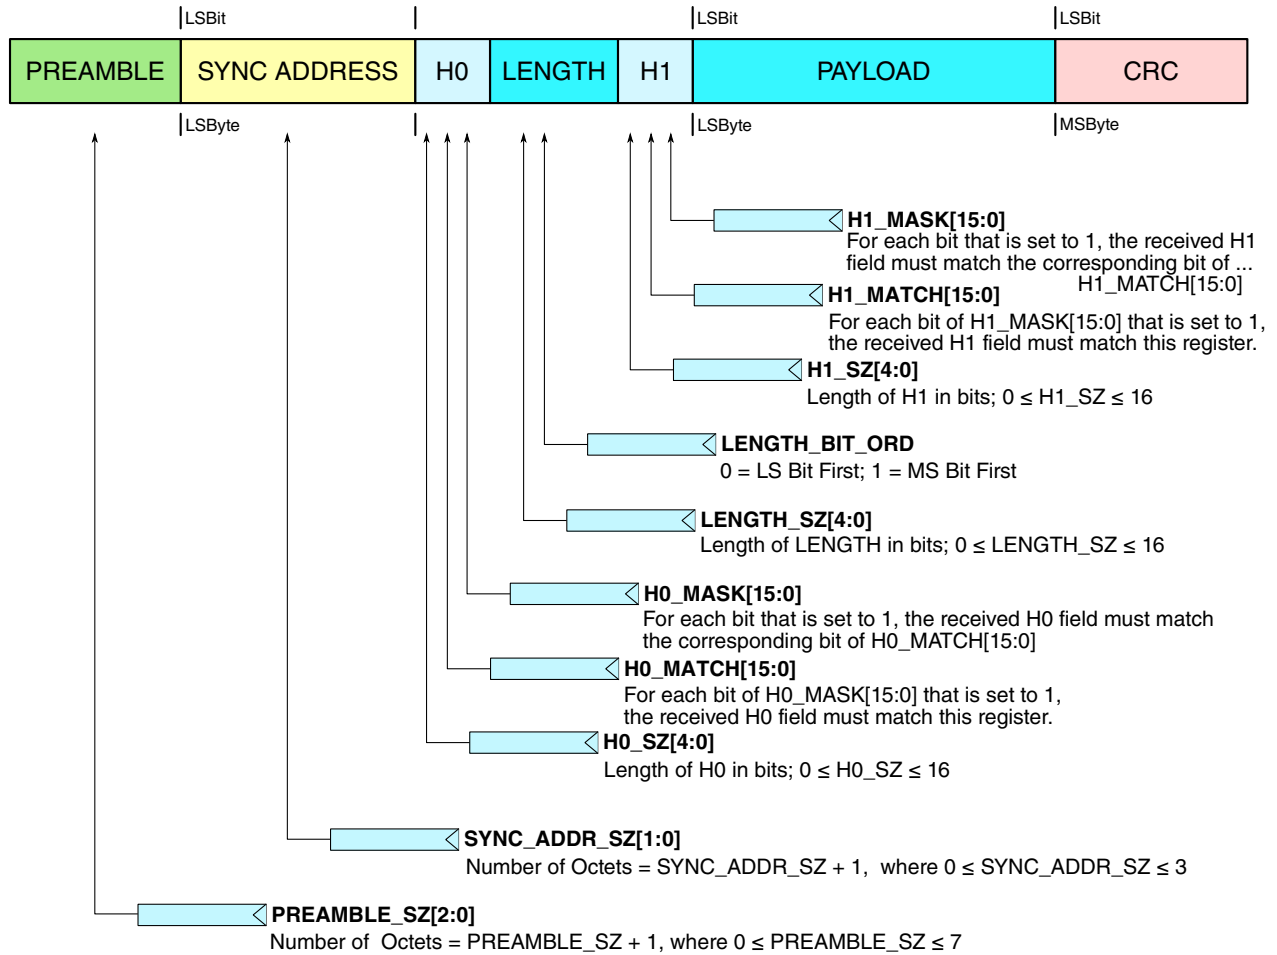 LSBit LSBit LSBit
PREAMBLE SYNC ADDRESS H0 LENGTH H1 PAYLOAD CRC
LSByte LSByte MSByte
H1_MASK[15:0]
For each bit that is set to 1, the received H1
field must match the corresponding bit of ...
H1_MATCH[15:0]
H1_MATCH[15:0]
For each bit of H1_MASK[15:0] that is set to 1,
the received H1 field must match this register.
H1_SZ[4:0]
Length of H1 in bits; 0 ≤ H1_SZ ≤ 16
LENGTH_BIT_ORD
0 = LS Bit First; 1 = MS Bit First
LENGTH_SZ[4:0]
Length of LENGTH in bits; 0 ≤ LENGTH_SZ ≤ 16
H0_MASK[15:0]
For each bit that is set to 1, the received H0 field must match
the corresponding bit of H0_MATCH[15:0]
H0_MATCH[15:0]
For each bit of H0_MASK[15:0] that is set to 1,
the received H0 field must match this register.
H0_SZ[4:0]
Length of H0 in bits; 0 ≤ H0_SZ ≤ 16
SYNC_ADDR_SZ[1:0]
Number of Octets = SYNC_ADDR_SZ + 1, where 0 ≤ SYNC_ADDR_SZ ≤ 3
PREAMBLE_SZ[2:0]
Number of Octets = PREAMBLE_SZ + 1, where 0 ≤ PREAMBLE_SZ ≤ 7